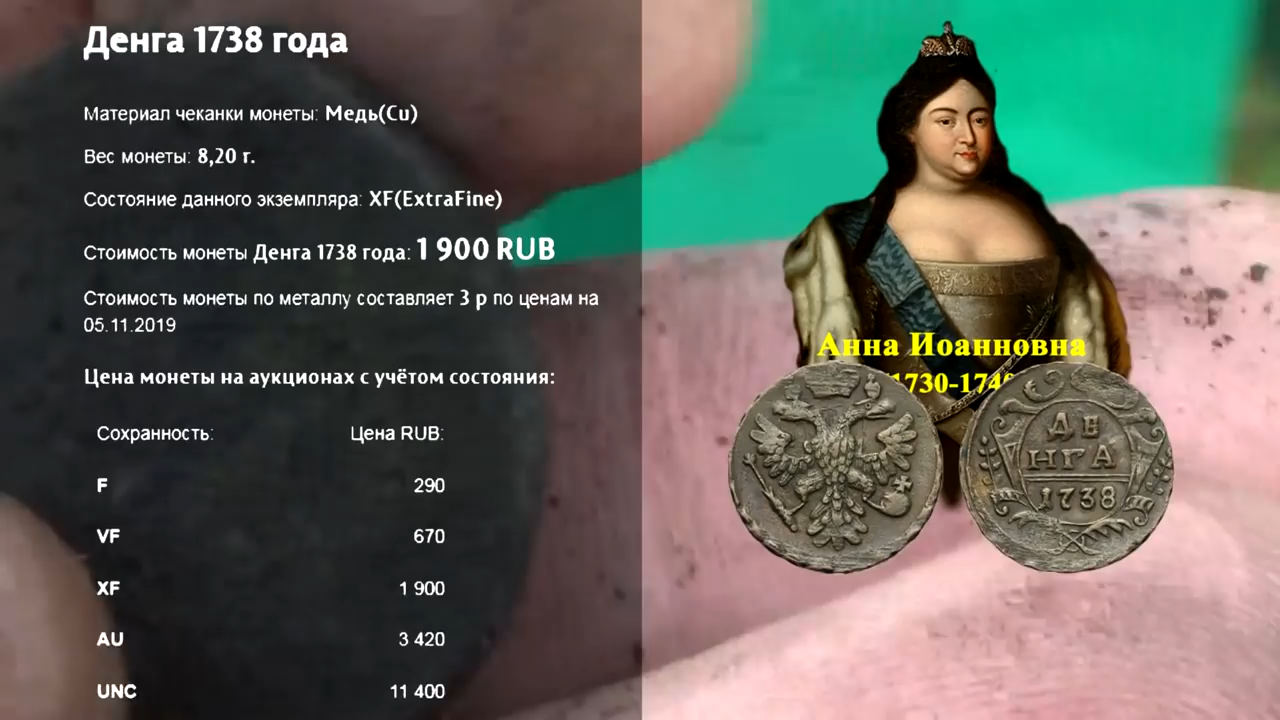 Денга 1738 года
Материал чеканки монеты: Медь(Cu)
Вес монеты: 8,20 г.
Состояние данного экземпляра: XF(ExtraFine)
Стоимость монеты Денга 1738 года: 1 900 RUB
Стоимость монеты по металлу составляет 3 р по ценам на
05.11.2019
Цена монеты на аукционах с учётом состояния:
Сохранность: Цена RUB:
F 290
VF 670
XF 1 900
AU 3 420
UNC 11 400
Анна Иоанновна
1730-1740
ДЕ
НГА
1738